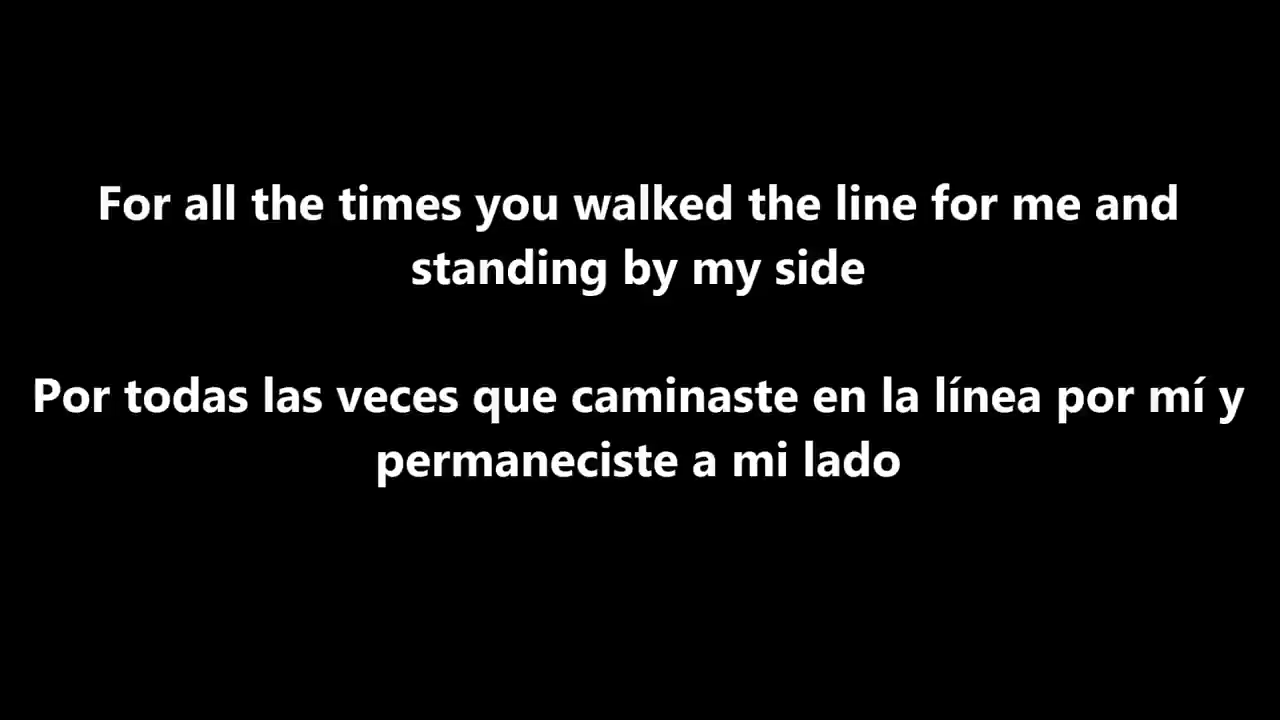 For all the times you walked the line for me and
standing by my side
Por todas las veces que caminaste en la línea por mí y
permaneciste a mi lado